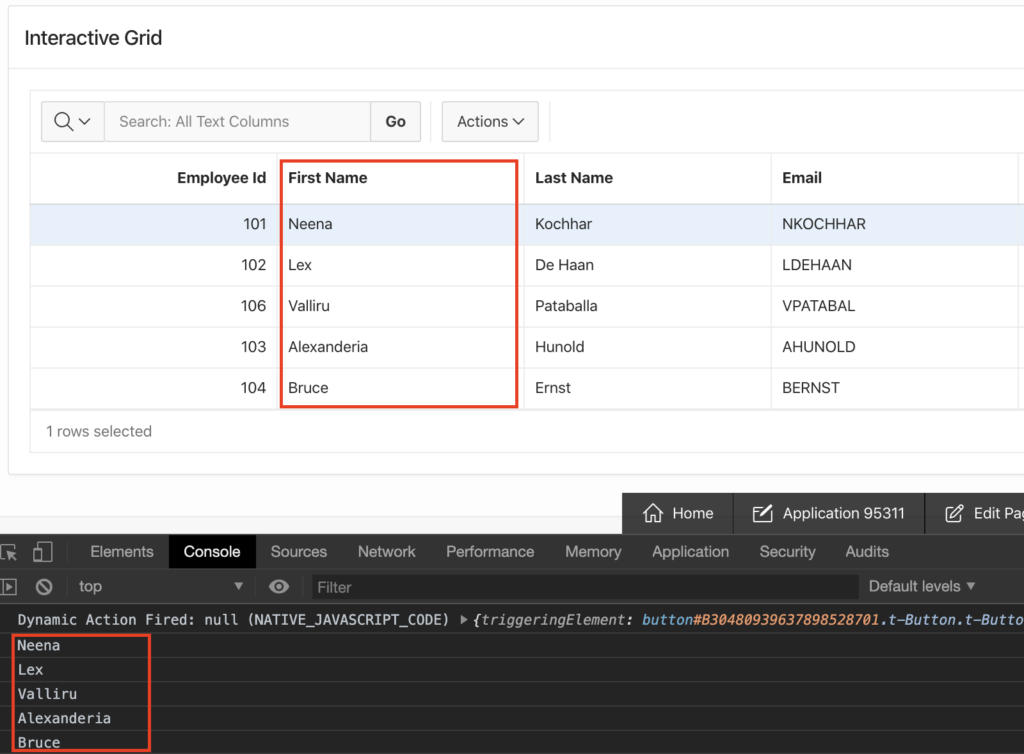 Interactive Grid
Search: All Text Columns Go Actions
Employee Id First Name Last Name Email
101 Neena Kochhar NKOCHHAR
102 Lex De Haan LDEHAAN
106 Valliru Pataballa VPATABAL
103 Alexanderia Hunold AHUNOLD
104 Bruce Ernst BERNST
1 rows selected
Home Application 95311 Edit Pag
Elements Console Sources Network Performance Memory Application Security Audits
top Filter Default levels
Dynamic Action Fired: null (NATIVE_JAVASCRIPT_CODE) {triggeringElement: button#B304809396378985​28701.t-Button.t-Butto
Neena
Lex
Valliru
Alexanderia
Bruce